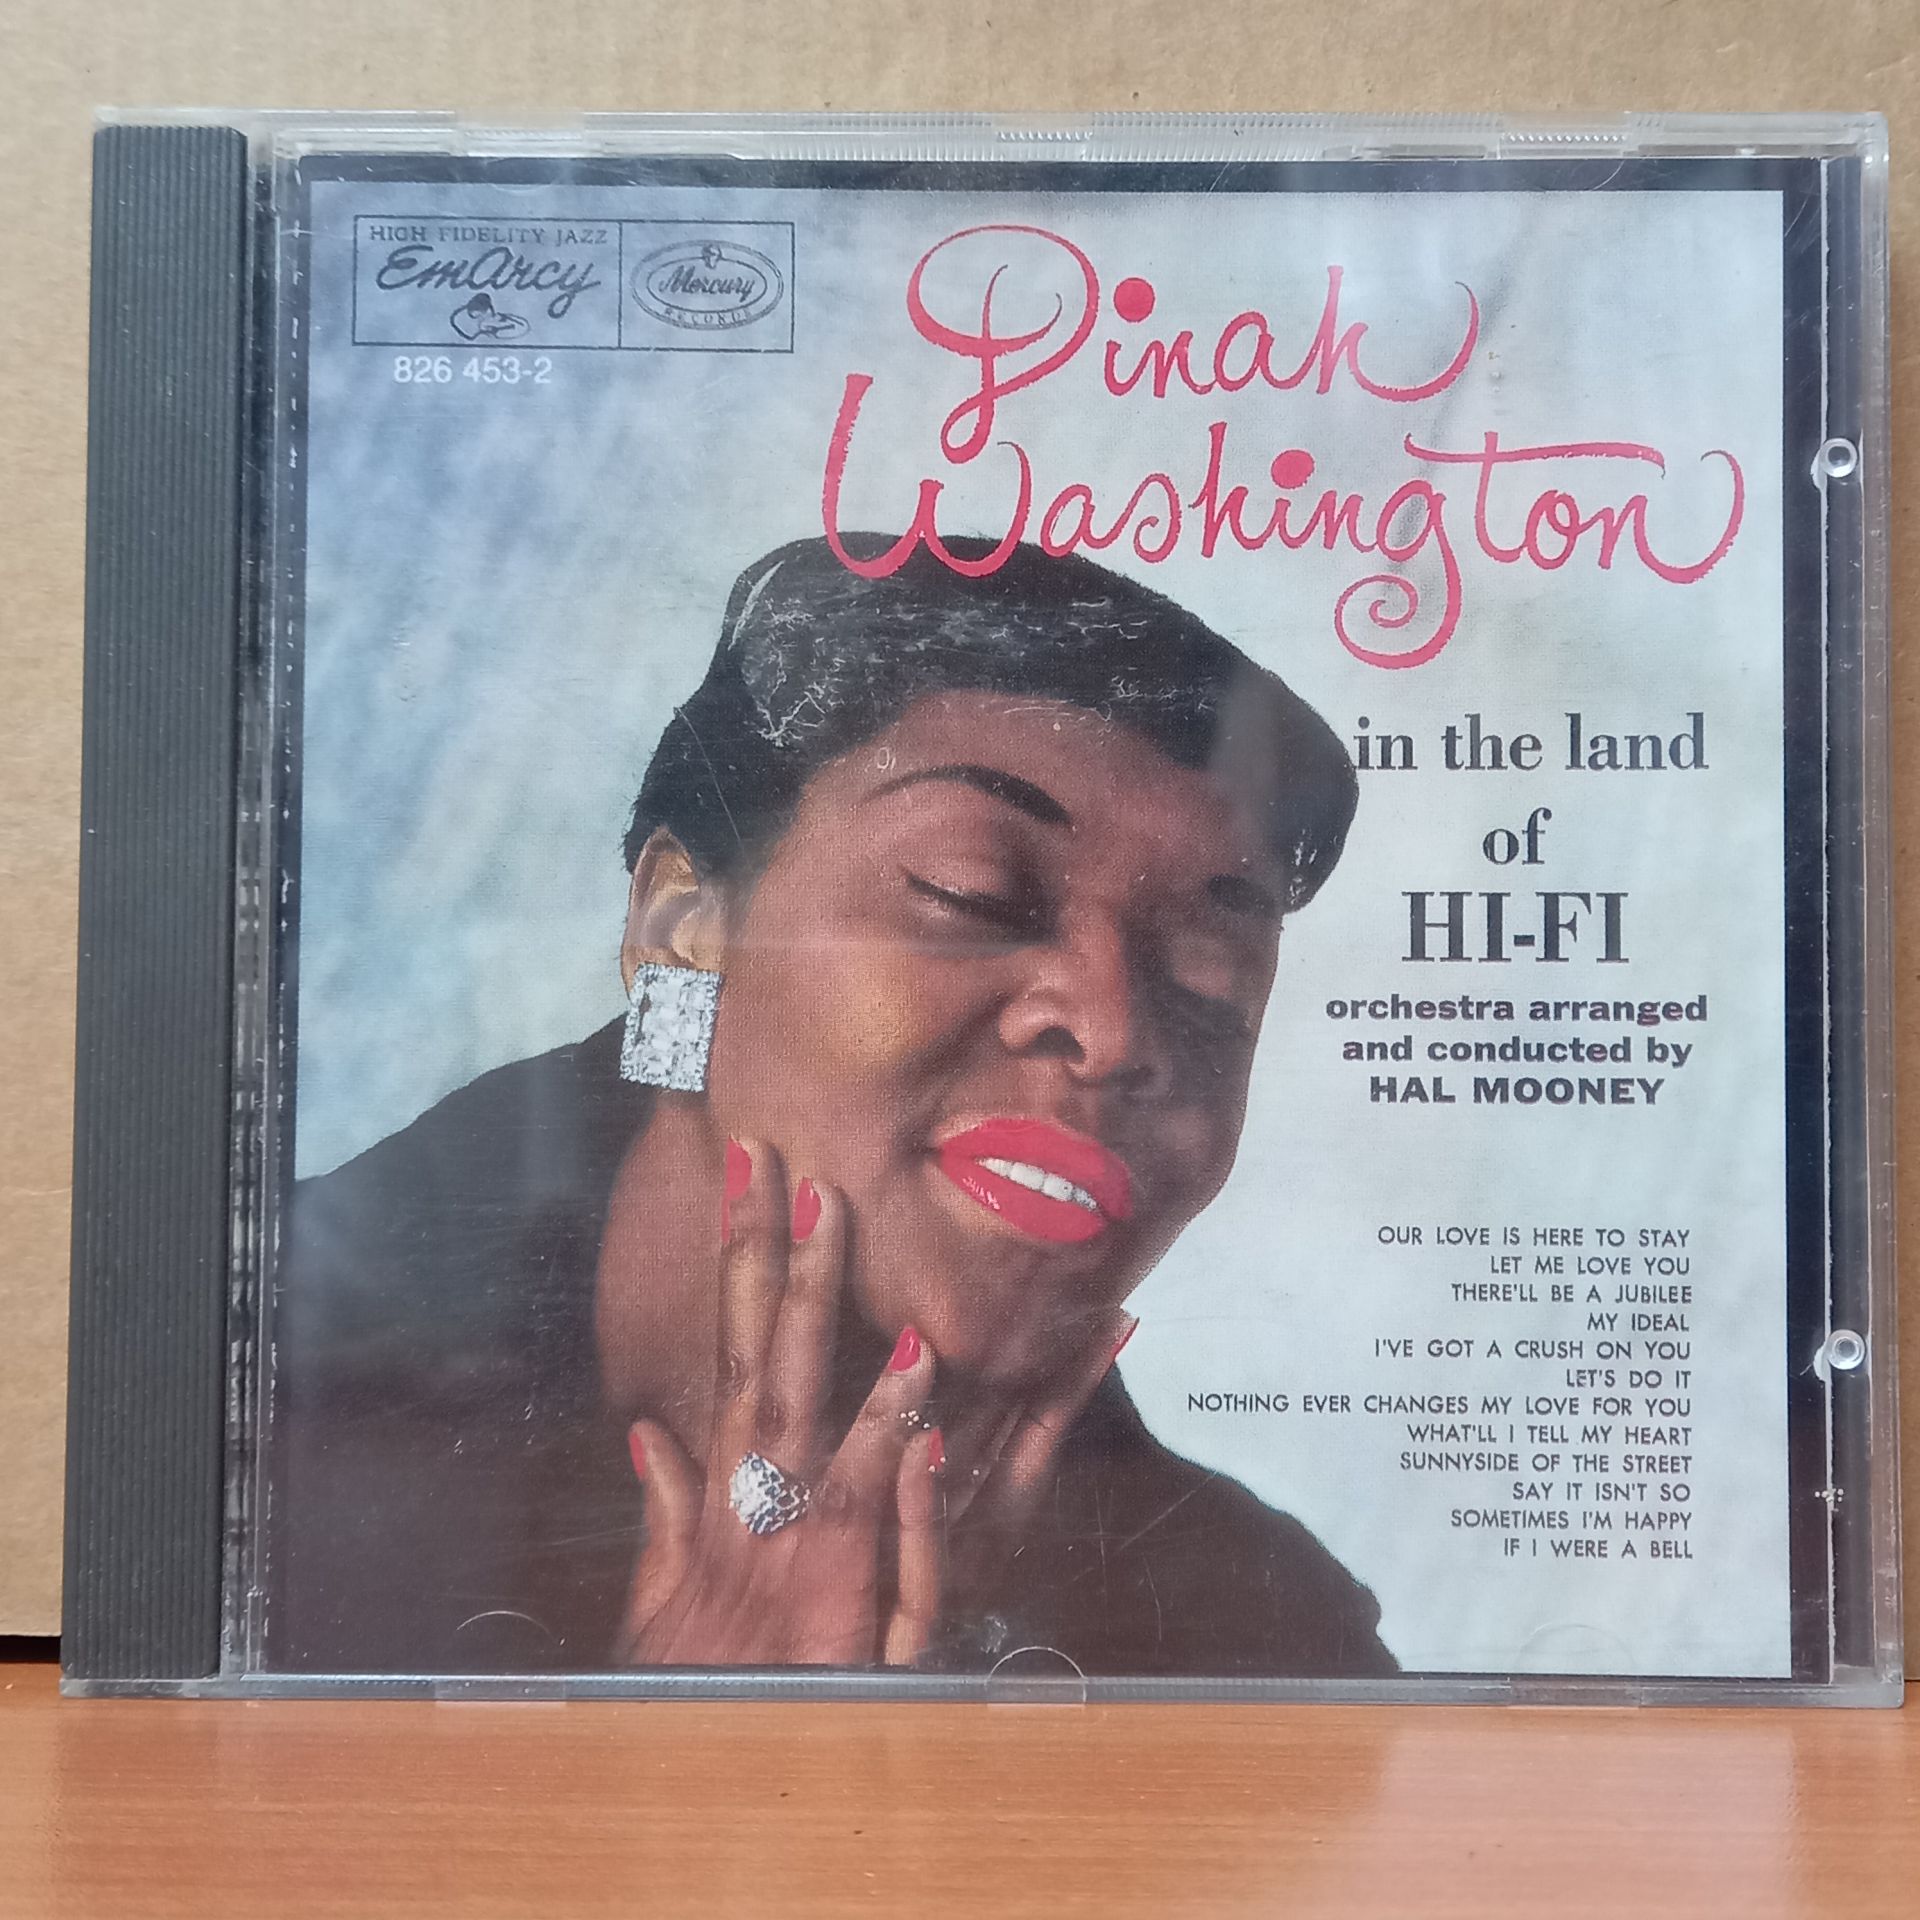 HIGH FIDELITY JAZZ
EmArcy
Mercury
RECORDS
826 453-2
Dinah
Washington
in the land
of
HI-FI
orchestra arranged
and conducted by
HAL MOONEY
OUR LOVE IS HERE TO STAY
LET ME LOVE YOU
THERE'LL BE A JUBILEE
MY IDEAL
I'VE GOT A CRUSH ON YOU
LET'S DO IT
NOTHING EVER CHANGES MY LOVE FOR YOU
WHAT'LL I TELL MY HEART
SUNNYSIDE OF THE STREET
SAY IT ISN'T SO
SOMETIMES I'M HAPPY
IF I WERE A BELL